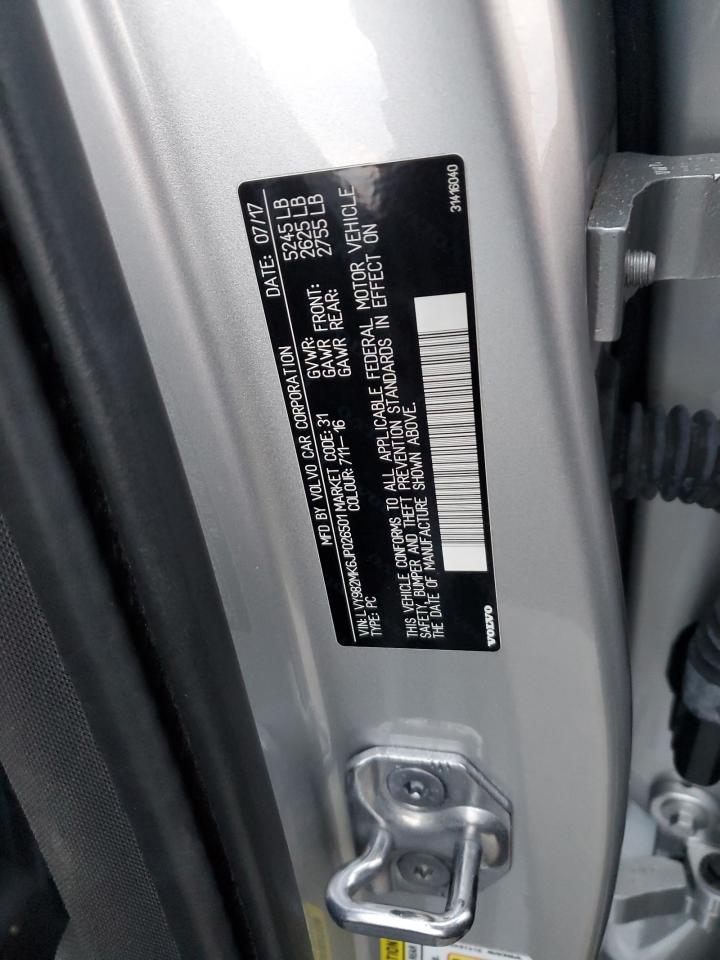 MFD BY VOLVO CAR CORPORATION DATE: 07/17
VIN: LVY982MK6JP026501 MARKET CODE: 31 GVWR: 5245 LB
TYPE: PC COLOUR: 711-16 GAWR FRONT: 2625 LB
GAWR REAR: 2755 LB
THIS VEHICLE CONFORMS TO ALL APPLICABLE FEDERAL MOTOR VEHICLE
SAFETY, BUMPER AND THEFT PREVENTION STANDARDS IN EFFECT ON
THE DATE OF MANUFACTURE SHOWN ABOVE.
VOLVO 31416040